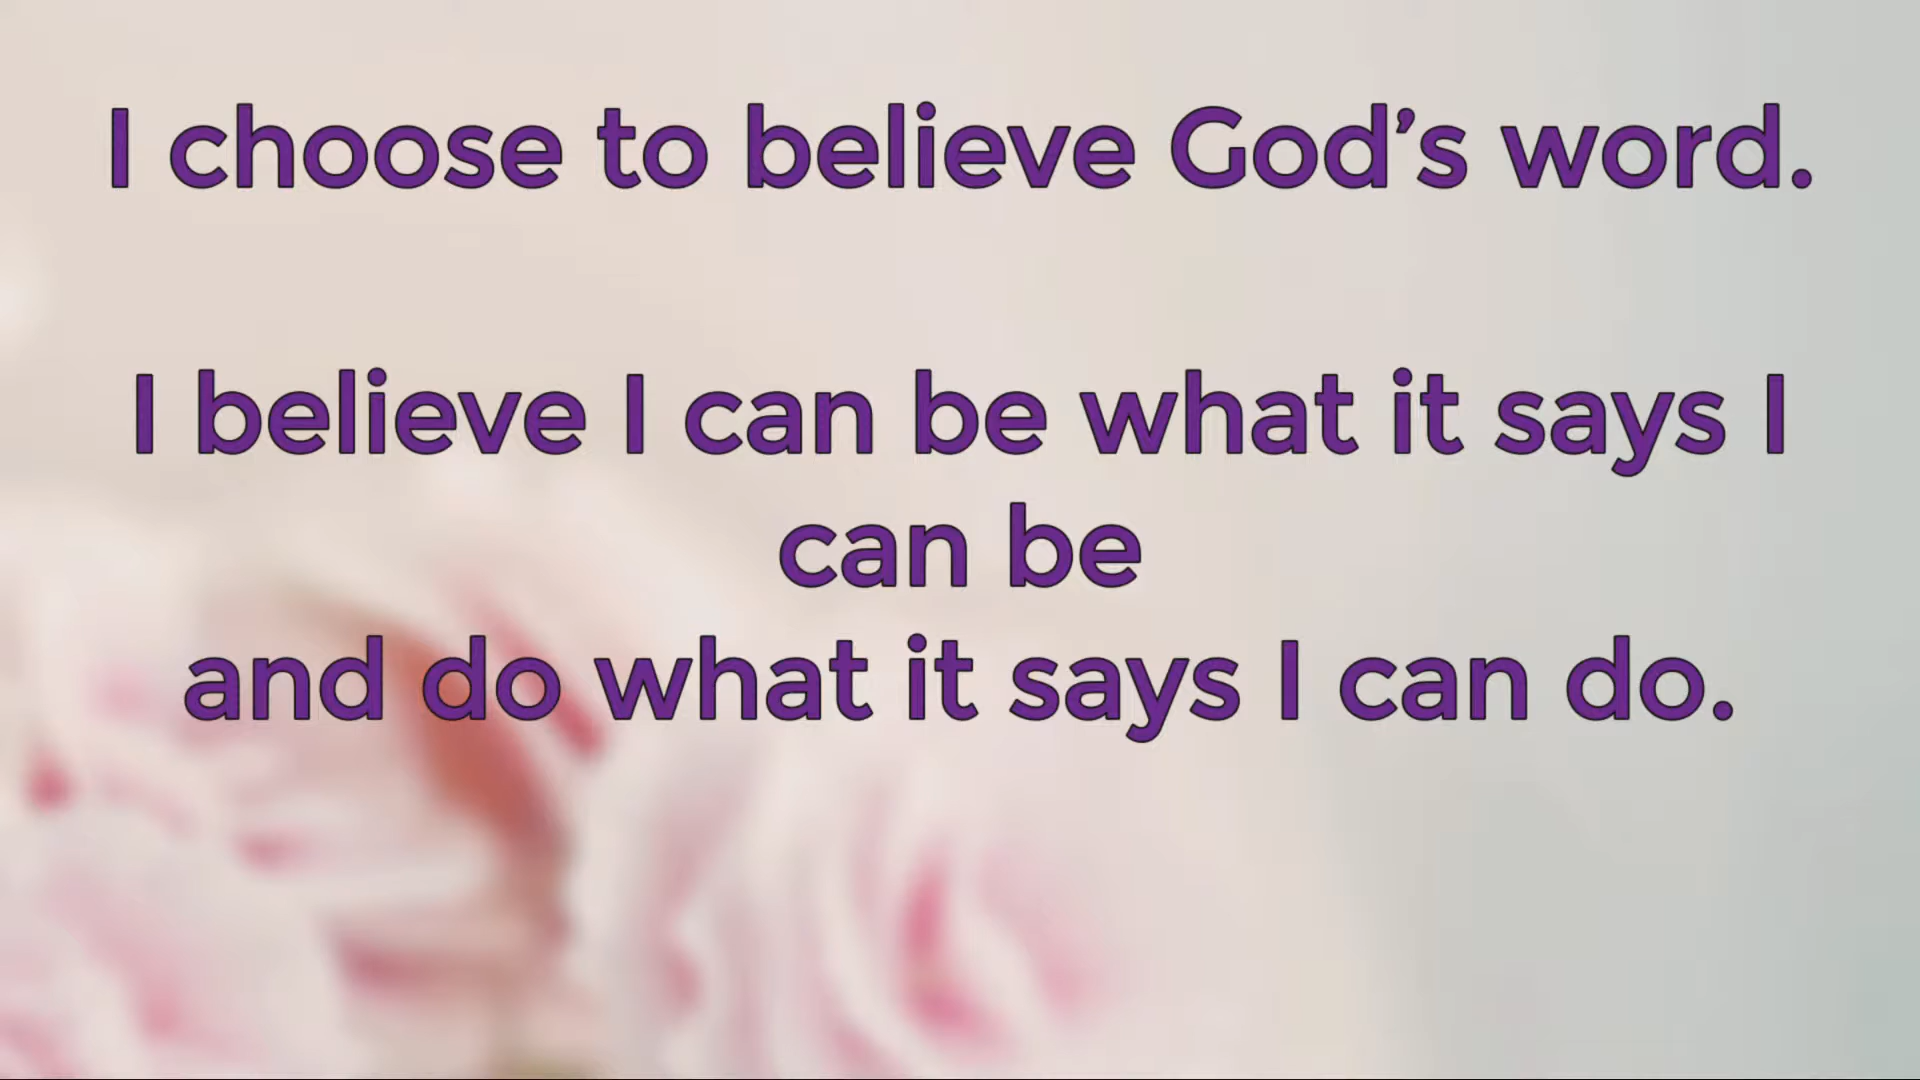 I choose to believe God’s word.
I believe I can be what it says I
can be
and do what it says I can do.